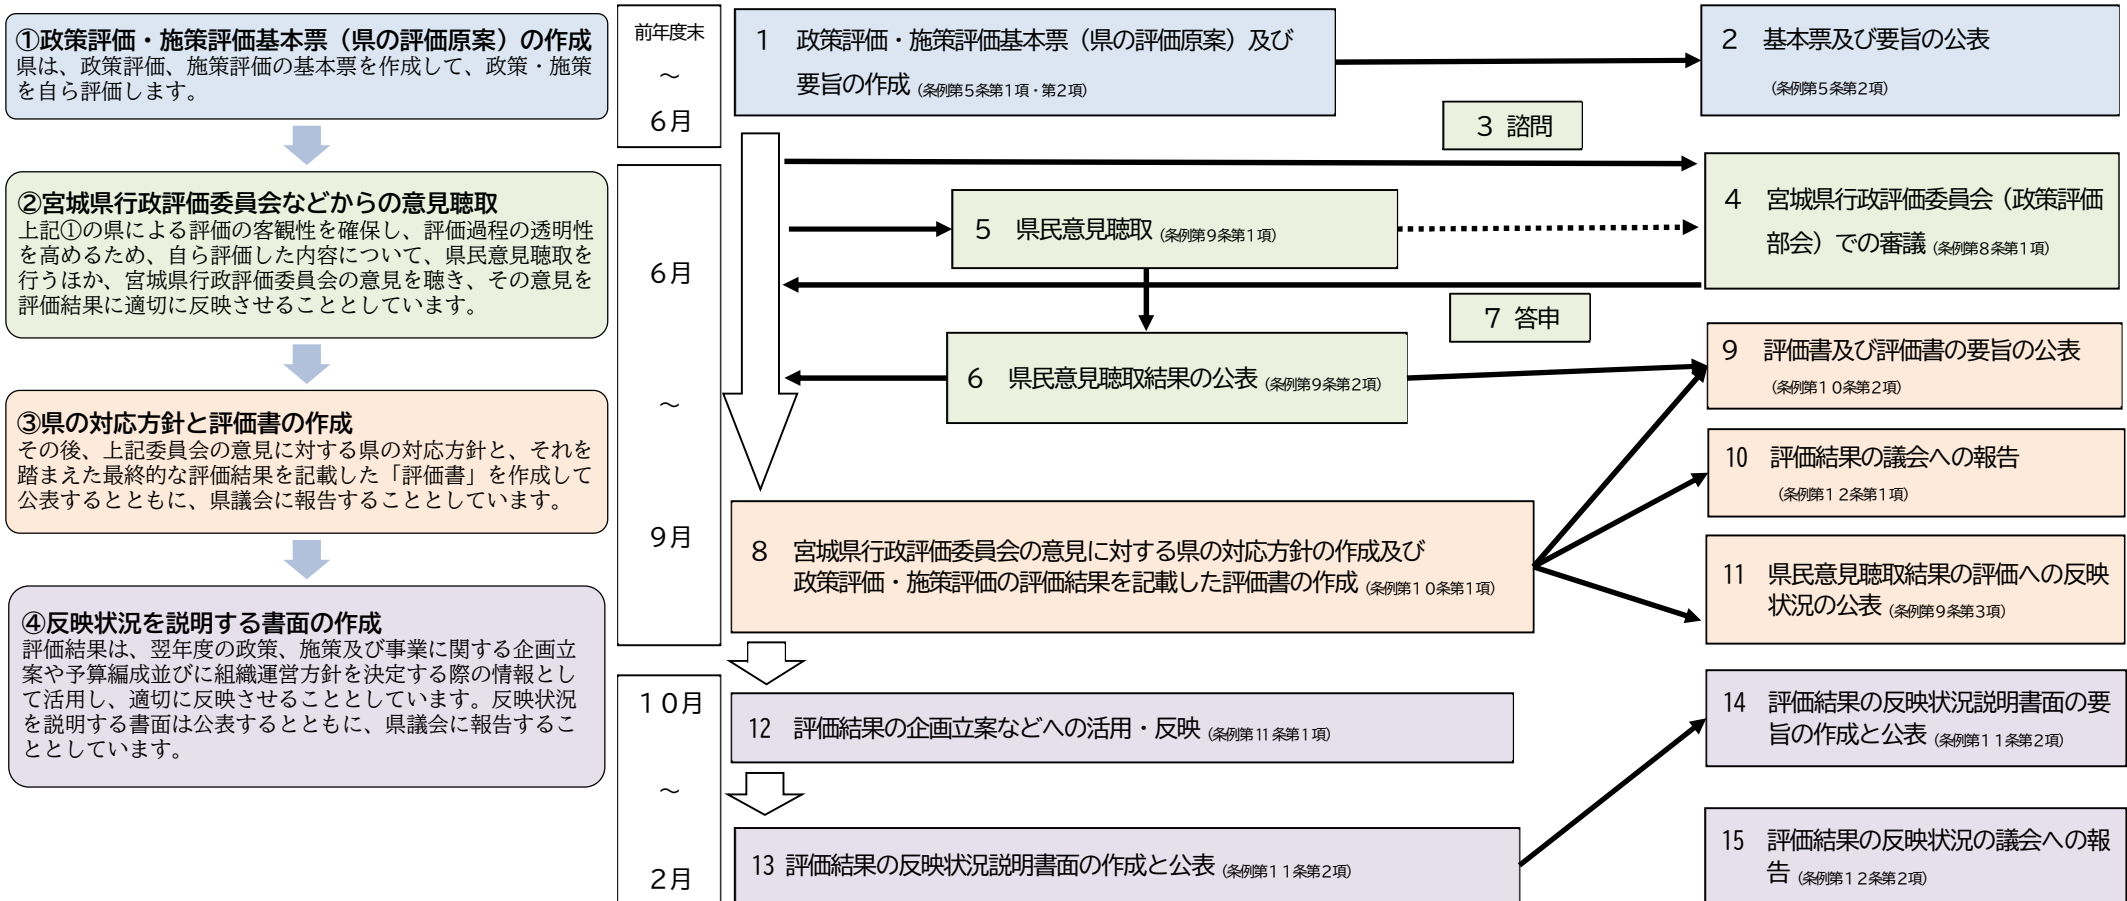 ①政策評価・施策評価基本票（県の評価原案）の作成
県は、政策評価、施策評価の基本票を作成して、政策・施策
を自ら評価します。
②宮城県行政評価委員会などからの意見聴取
上記①の県による評価の客観性を確保し、評価過程の透明性
を高めるため、自ら評価した内容について、県民意見聴取を
行うほか、宮城県行政評価委員会の意見を聴き、その意見を
評価結果に適切に反映させることとしています。
③県の対応方針と評価書の作成
その後、上記委員会の意見に対する県の対応方針と、それを
踏まえた最終的な評価結果を記載した「評価書」を作成して
公表するとともに、県議会に報告することとしています。
④反映状況を説明する書面の作成
評価結果は、翌年度の政策、施策及び事業に関する企画立
案や予算編成並びに組織運営方針を決定する際の情報とし
て活用し、適切に反映させることとしています。反映状況
を説明する書面は公表するとともに、県議会に報告するこ
ととしています。
前年度末
～
６月
６月
～
９月
１０月
～
２月
１　政策評価・施策評価基本票（県の評価原案）及び
要旨の作成（条例第５条第１項・第２項）
２　基本票及び要旨の公表
（条例第５条第２項）
３ 諮問
４　宮城県行政評価委員会（政策評価
部会）での審議（条例第８条第１項）
５　県民意見聴取（条例第９条第１項）
７ 答申
６　県民意見聴取結果の公表（条例第９条第２項）
９　評価書及び評価書の要旨の公表
（条例第１０条第２項）
10　評価結果の議会への報告
（条例第１２条第１項）
８　宮城県行政評価委員会の意見に対する県の対応方針の作成及び
政策評価・施策評価の評価結果を記載した評価書の作成（条例第１０条第１項）
11　県民意見聴取結果の評価への反映
状況の公表（条例第９条第３項）
12　評価結果の企画立案などへの活用・反映（条例第11条第１項）
14　評価結果の反映状況説明書面の要
旨の作成と公表（条例第１１条第２項）
13 評価結果の反映状況説明書面の作成と公表（条例第１１条第２項）
15　評価結果の反映状況の議会への報
告（条例第１２条第２項）